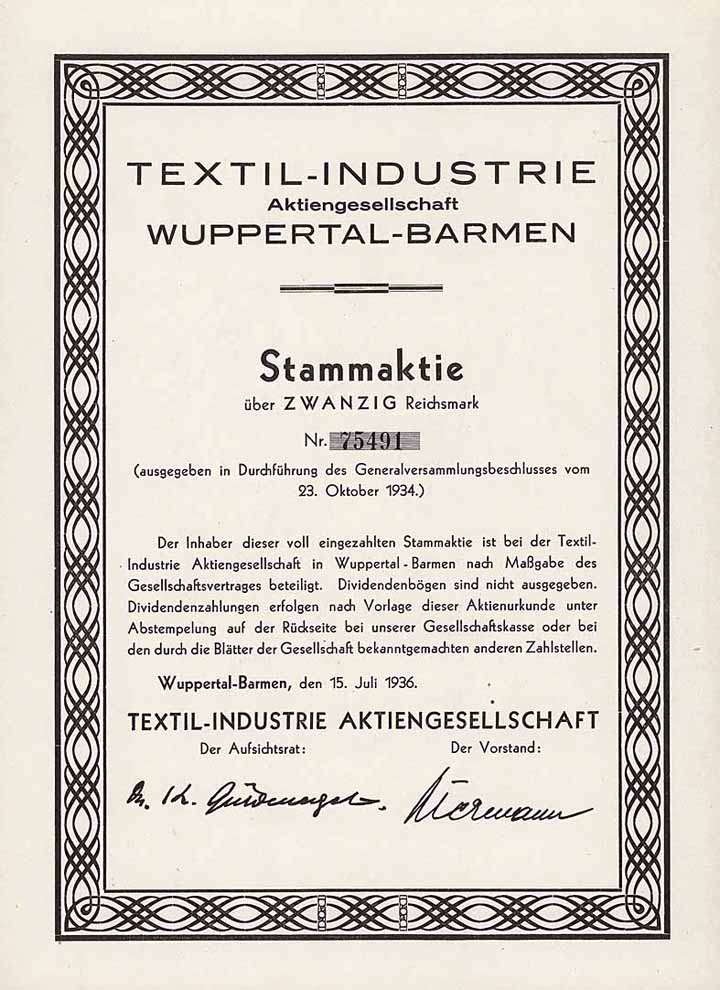 TEXTIL-INDUSTRIE
Aktiengesellschaft
WUPPERTAL-BARMEN
Stammaktie
über ZWANZIG Reichsmark
Nr. 75491
(ausgegeben in Durchführung des Generalversammlungsbeschlusses vom
23. Oktober 1934.)
Der Inhaber dieser voll eingezahlten Stammaktie ist bei der Textil-
Industrie Aktiengesellschaft in Wuppertal-Barmen nach Maßgabe des
Gesellschaftsvertrages beteiligt. Dividendenbögen sind nicht ausgegeben.
Dividendenzahlungen erfolgen nach Vorlage dieser Aktienurkunde unter
Abstempelung auf der Rückseite bei unserer Gesellschaftskasse oder bei
den durch die Blätter der Gesellschaft bekanntgemachten anderen Zahlstellen.
Wuppertal-Barmen, den 15. Juli 1936.
TEXTIL-INDUSTRIE AKTIENGESELLSCHAFT
Der Aufsichtsrat: Der Vorstand: